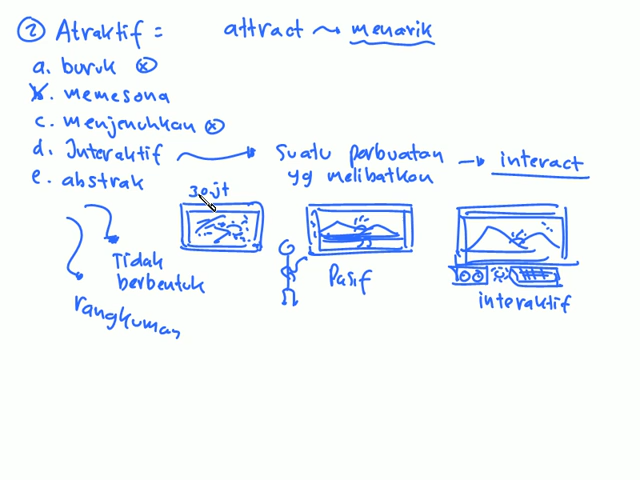 2 Atraktif = attract ~> menarik
a. buruk ⓧ
b. memesona
c. menjenuhkan ⓧ
d. Interaktif → suatu perbuatan yg melibatkan → interact
e. abstrak
30jt
Tidak berbentuk
rangkuman
Pasif
interaktif